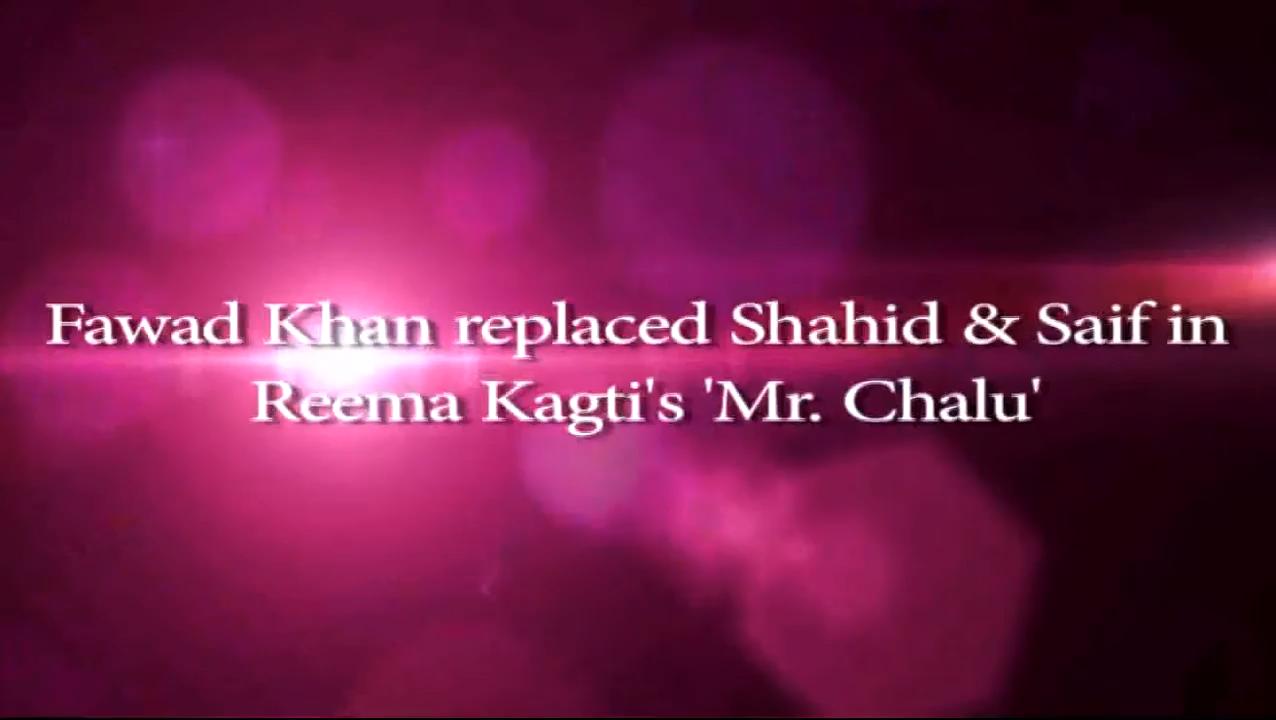 Fawad Khan replaced Shahid & Saif in
Reema Kagti's 'Mr. Chalu'